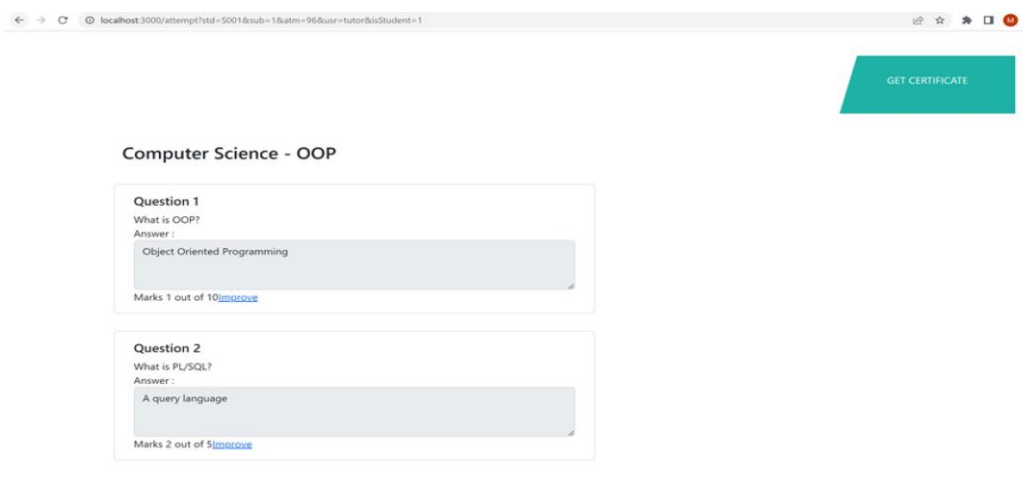 localhost:3000/attempt?std=S001&sub=1&atm=96&usr=tutor&isStudent=1
M
GET CERTIFICATE
Computer Science - OOP
Question 1
What is OOP?
Answer :
Object Oriented Programming
Marks 1 out of 10Improve
Question 2
What is PL/SQL?
Answer :
A query language
Marks 2 out of 5Improve